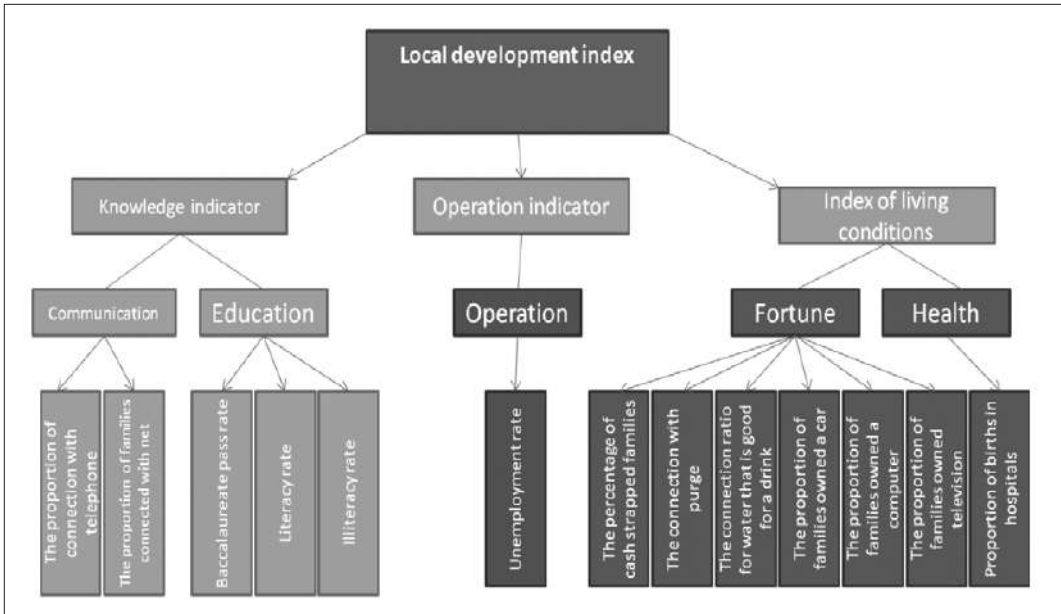 Local development index
Knowledge indicator
Operation indicator
Index of living
conditions
Communication
Education
Operation
Fortune
Health
The proportion of
connection with
telephone
The proportion of families
connected with net
Baccalaureate pass rate
Literacy rate
Illiteracy rate
Unemployment rate
The percentage of
cash strapped families
The connection with
purge
The connection ratio
for water that is good
for a drink
The proportion of
families owned a car
The proportion of
families owned a
computer
The proportion of
families owned
television
Proportion of births in
hospitals